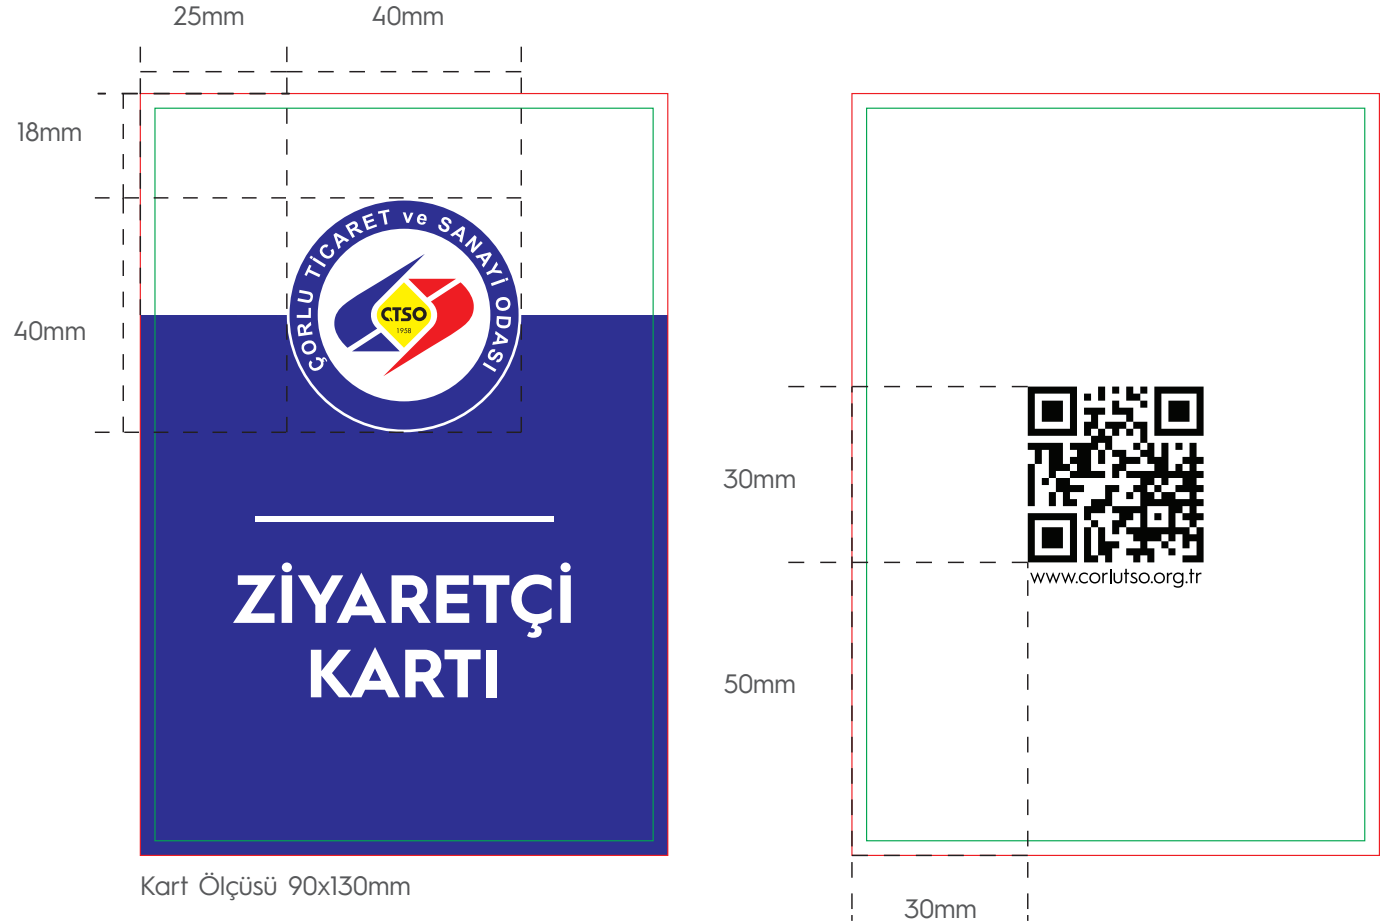 25mm 40mm
18mm
ÇORLU TİCARET ve SANAYİ ODASI
ÇTSO
1958
40mm
30mm
www.corlutso.org.tr
ZİYARETÇİ
KARTI
50mm
Kart Ölçüsü 90x130mm
30mm